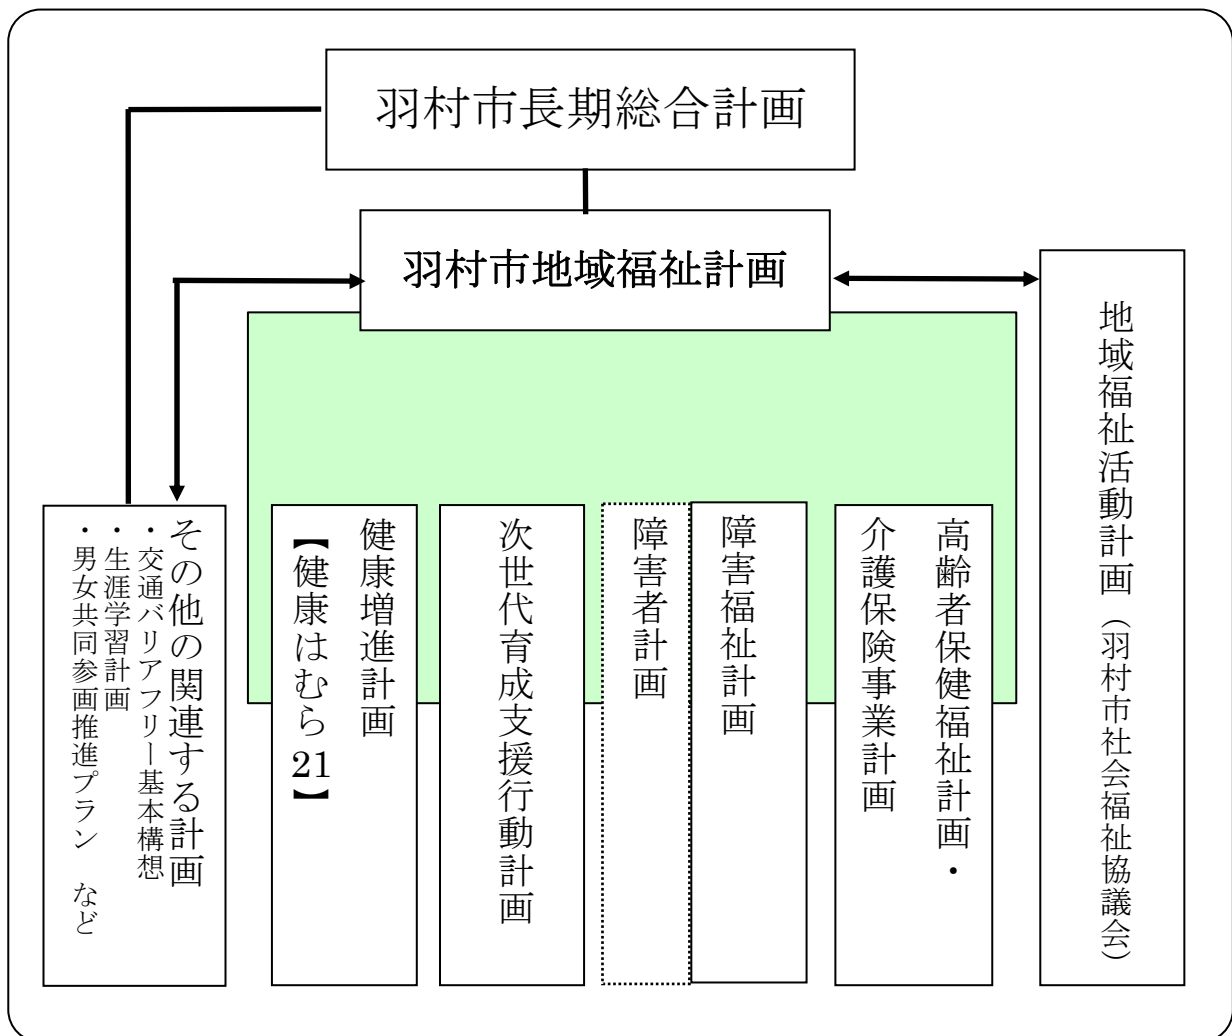 羽村市長期総合計画
羽村市地域福祉計画
地域福祉活動計画（羽村市社会福祉協議会）
高齢者保健福祉計画・
介護保険事業計画
障害福祉計画
障害者計画
次世代育成支援行動計画
健康増進計画
【健康はむら21】
その他の関連する計画
・交通バリアフリー基本構想
・生涯学習計画
・男女共同参画推進プラン　など